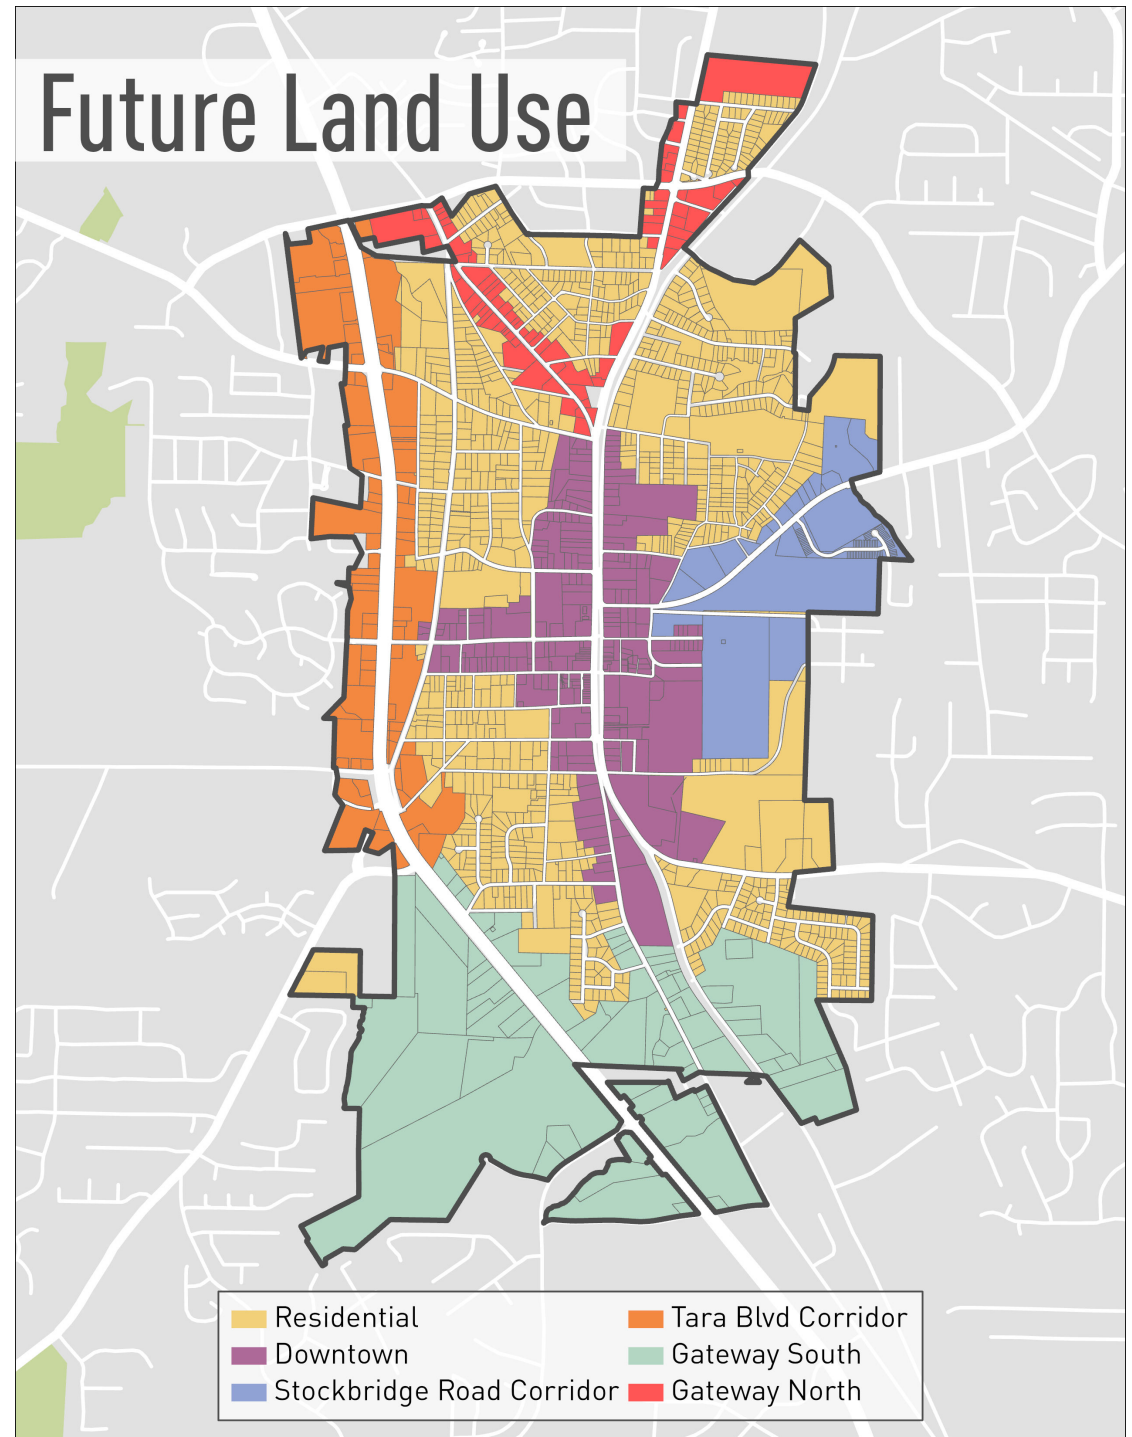 Future Land Use
Residential
Downtown
Stockbridge Road Corridor
Tara Blvd Corridor
Gateway South
Gateway North